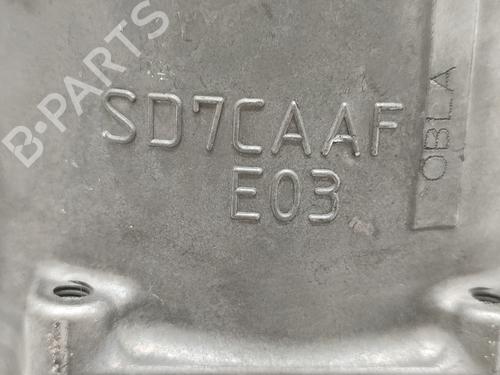 SD7CAAF
E03
OBLA
B-PARTS